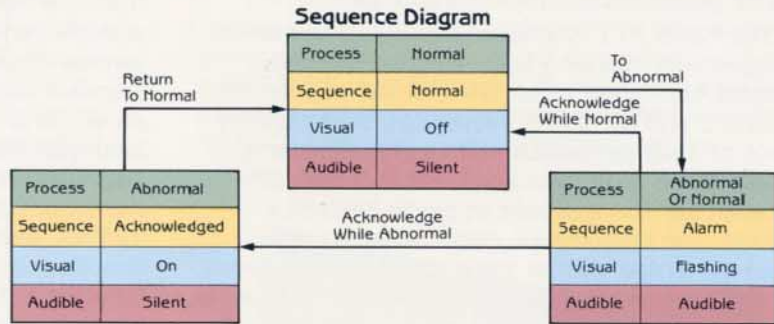 Sequence Diagram
Process Normal
Sequence Normal
Visual Off
Audible Silent
Return
To Normal
To
Abnormal
Acknowledge
While Normal
Process Abnormal
Sequence Acknowledged
Visual On
Audible Silent
Acknowledge
While Abnormal
Process Abnormal
Or Normal
Sequence Alarm
Visual Flashing
Audible Audible